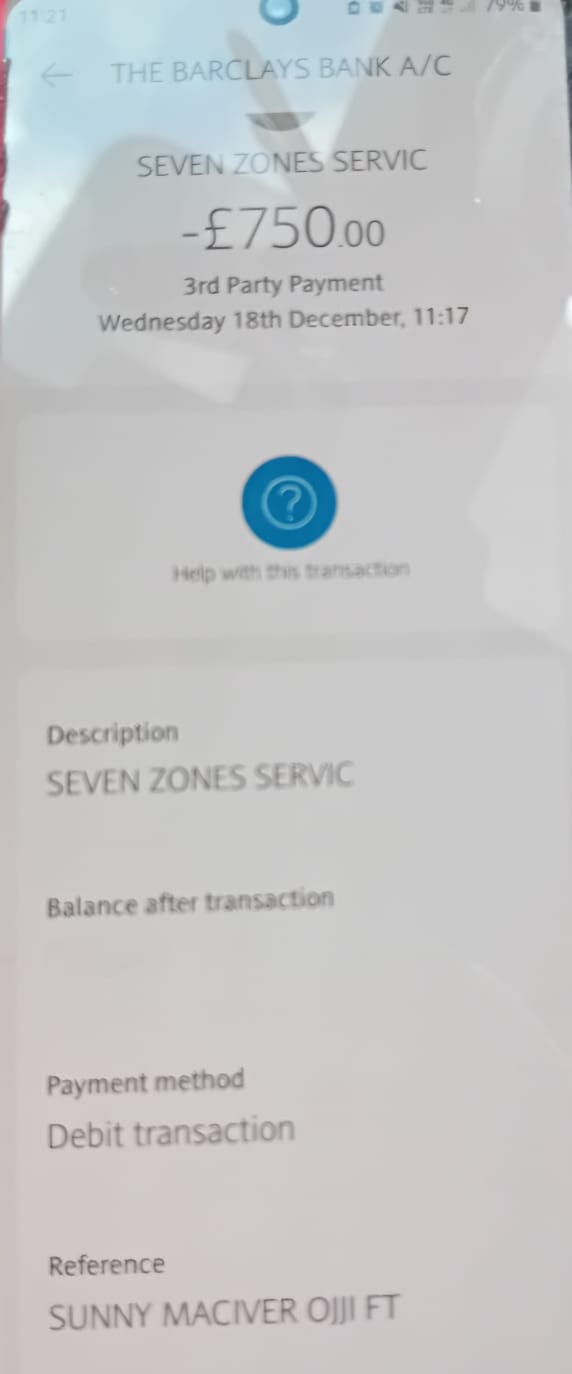 11:21
79%
THE BARCLAYS BANK A/C
SEVEN ZONES SERVIC
-£750.00
3rd Party Payment
Wednesday 18th December, 11:17
Help with this transaction
Description
SEVEN ZONES SERVIC
Balance after transaction
Payment method
Debit transaction
Reference
SUNNY MACIVER OJJI FT